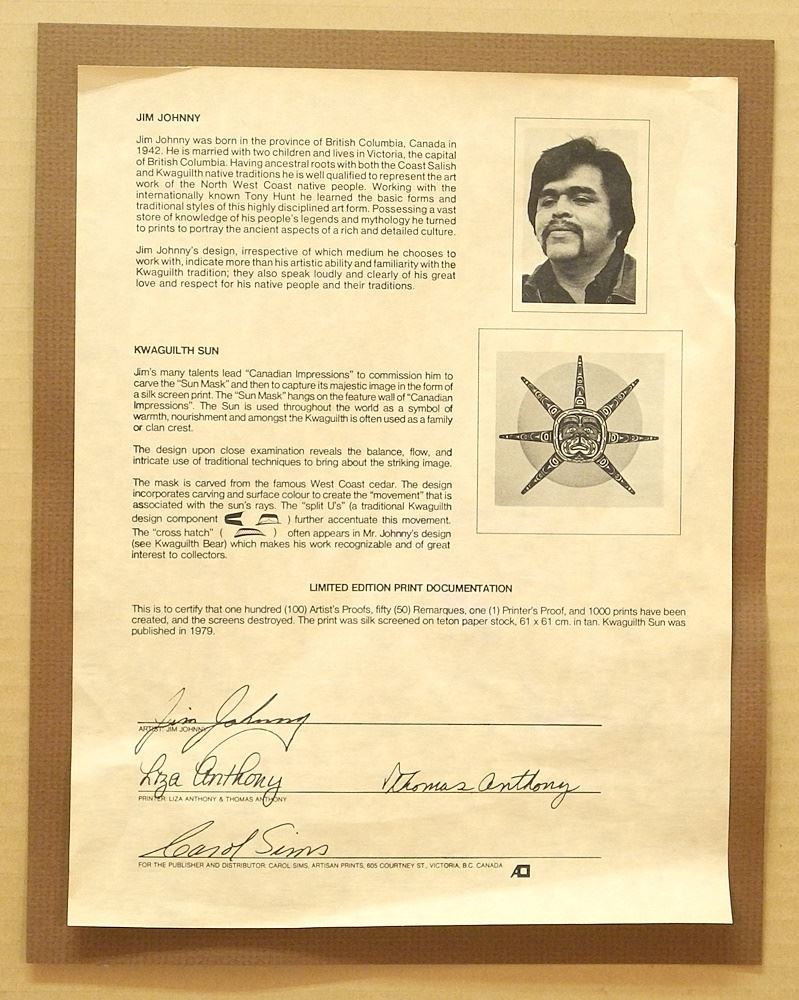 JIM JOHNNY
Jim Johnny was born in the province of British Columbia, Canada in
1942. He is married with two children and lives in Victoria, the capital
of British Columbia. Having ancestral roots with both the Coast Salish
and Kwaguilth native traditions he is well qualified to represent the art
work of the North West Coast native people. Working with the
internationally known Tony Hunt he learned the basic forms and
traditional styles of this highly disciplined art form. Possessing a vast
store of knowledge of his people's legends and mythology he turned
to prints to portray the ancient aspects of a rich and detailed culture.
Jim Johnny's design, irrespective of which medium he chooses to
work with, indicate more than his artistic ability and familiarity with the
Kwaguilth tradition; they also speak loudly and clearly of his great
love and respect for his native people and their traditions.
KWAGUILTH SUN
Jim's many talents lead "Canadian Impressions" to commission him to
carve the "Sun Mask" and then to capture its majestic image in the form of
a silk screen print. The "Sun Mask" hangs on the feature wall of "Canadian
Impressions". The Sun is used throughout the world as a symbol of
warmth, nourishment and amongst the Kwaguilth is often used as a family
or clan crest.
The design upon close examination reveals the balance, flow, and
intricate use of traditional techniques to bring about the striking image.
The mask is carved from the famous West Coast cedar. The design
incorporates carving and surface colour to create the "movement" that is
associated with the sun's rays. The "split U's" (a traditional Kwaguilth
design component ) further accentuate this movement.
The "cross hatch" ( ) often appears in Mr. Johnny's design
(see Kwaguilth Bear) which makes his work recognizable and of great
interest to collectors.
LIMITED EDITION PRINT DOCUMENTATION
This is to certify that one hundred (100) Artist's Proofs, fifty (50) Remarques, one (1) Printer's Proof, and 1000 prints have been
created, and the screens destroyed. The print was silk screened on teton paper stock, 61 x 61 cm. in tan. Kwaguilth Sun was
published in 1979.
Jim Johnny
ARTIST: JIM JOHNNY
Liza Anthony Thomas Anthony
PRINTER: LIZA ANTHONY & THOMAS ANTHONY
Carol Sims
FOR THE PUBLISHER AND DISTRIBUTOR: CAROL SIMS, ARTISAN PRINTS, 605 COURTNEY ST., VICTORIA, B.C. CANADA